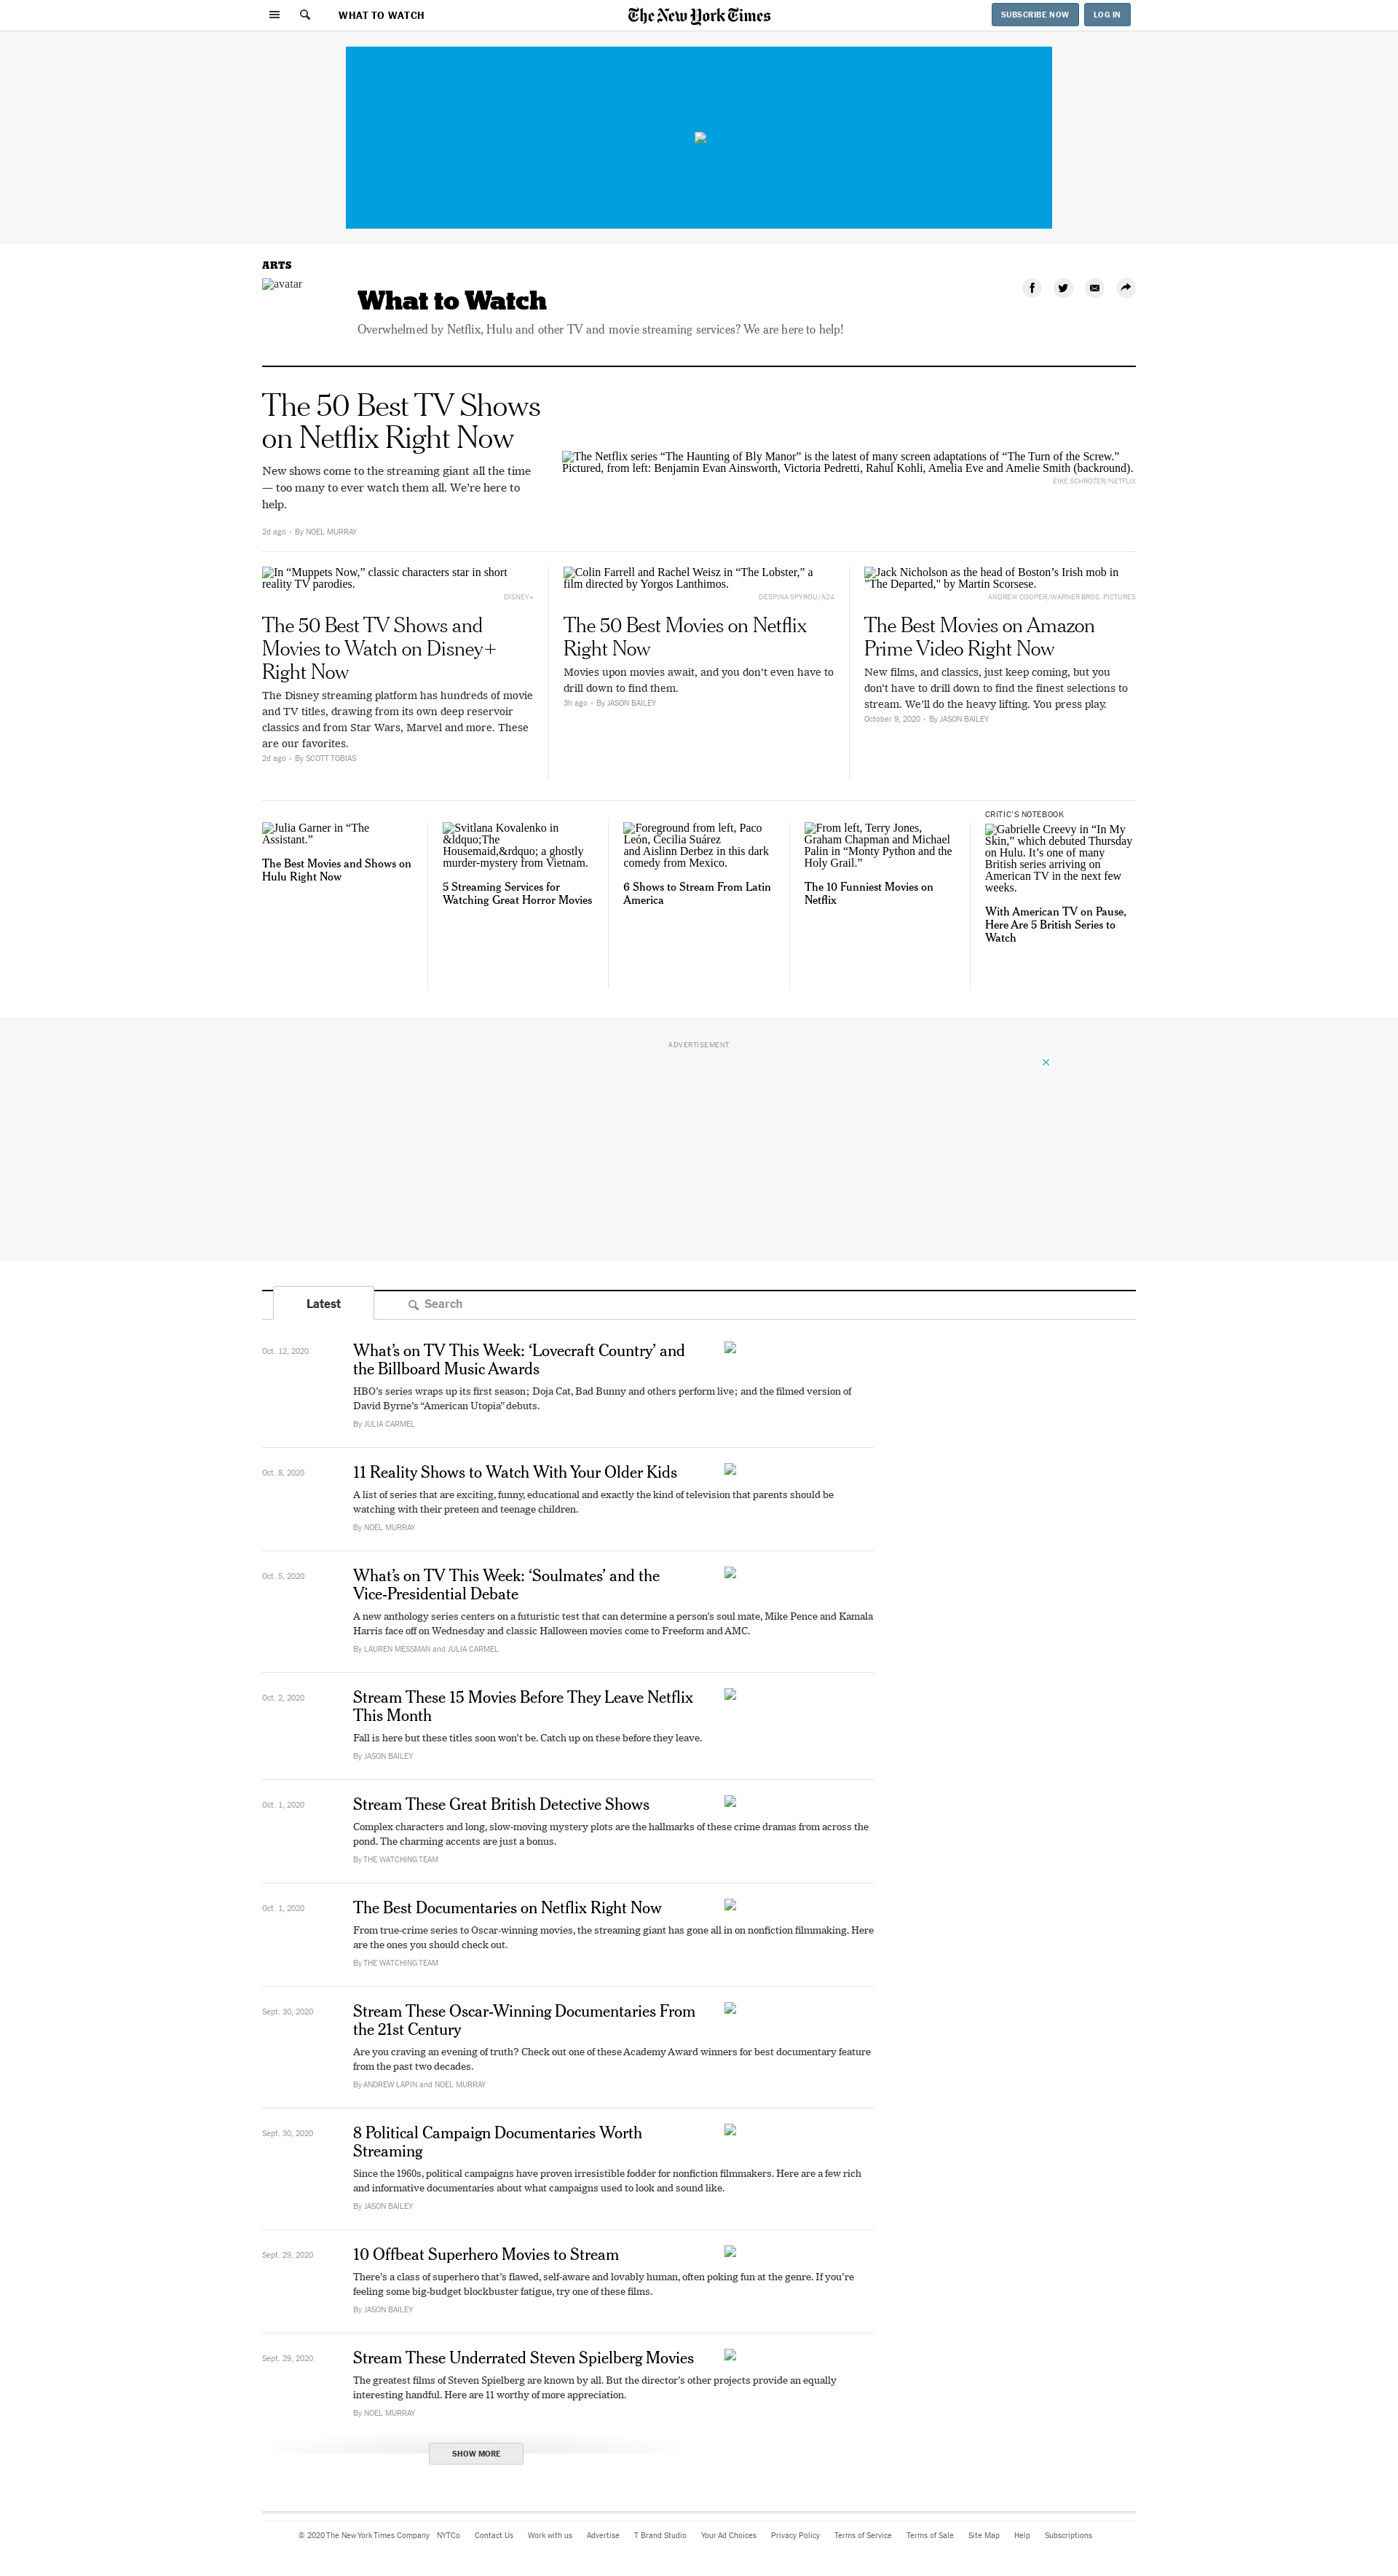 WHAT TO WATCH
The New York Times
SUBSCRIBE NOW
LOG IN
ARTS
avatar
What to Watch
Overwhelmed by Netflix, Hulu and other TV and movie streaming services? We are here to help!
The 50 Best TV Shows
on Netflix Right Now
New shows come to the streaming giant all the time
— too many to ever watch them all. We’re here to
help.
2d ago • By NOEL MURRAY
The Netflix series “The Haunting of Bly Manor” is the latest of many screen adaptations of “The Turn of the Screw.”
Pictured, from left: Benjamin Evan Ainsworth, Victoria Pedretti, Rahul Kohli, Amelia Eve and Amelie Smith (backround).
EIKE SCHROTER/NETFLIX
In “Muppets Now,” classic characters star in short
reality TV parodies.
DISNEY+
The 50 Best TV Shows and
Movies to Watch on Disney+
Right Now
The Disney streaming platform has hundreds of movie
and TV titles, drawing from its own deep reservoir
classics and from Star Wars, Marvel and more. These
are our favorites.
2d ago • By SCOTT TOBIAS
Colin Farrell and Rachel Weisz in “The Lobster,” a
film directed by Yorgos Lanthimos.
DESPINA SPYROU/A24
The 50 Best Movies on Netflix
Right Now
Movies upon movies await, and you don't even have to
drill down to find them.
3h ago • By JASON BAILEY
Jack Nicholson as the head of Boston’s Irish mob in
"The Departed," by Martin Scorsese.
ANDREW COOPER/WARNER BROS. PICTURES
The Best Movies on Amazon
Prime Video Right Now
New films, and classics, just keep coming, but you
don’t have to drill down to find the finest selections to
stream. We’ll do the heavy lifting. You press play.
October 9, 2020 • By JASON BAILEY
Julia Garner in “The
Assistant.”
The Best Movies and Shows on
Hulu Right Now
Svitlana Kovalenko in
&ldquo;The
Housemaid,&rdquo; a ghostly
murder-mystery from Vietnam.
5 Streaming Services for
Watching Great Horror Movies
Foreground from left, Paco
León, Cecilia Suárez
and Aislinn Derbez in this dark
comedy from Mexico.
6 Shows to Stream From Latin
America
From left, Terry Jones,
Graham Chapman and Michael
Palin in “Monty Python and the
Holy Grail.”
The 10 Funniest Movies on
Netflix
CRITIC’S NOTEBOOK
Gabrielle Creevy in “In My
Skin,” which debuted Thursday
on Hulu. It’s one of many
British series arriving on
American TV in the next few
weeks.
With American TV on Pause,
Here Are 5 British Series to
Watch
ADVERTISEMENT
Latest
Search
Oct. 12, 2020
What’s on TV This Week: ‘Lovecraft Country’ and
the Billboard Music Awards
HBO’s series wraps up its first season; Doja Cat, Bad Bunny and others perform live; and the filmed version of
David Byrne’s “American Utopia” debuts.
By JULIA CARMEL
Oct. 8, 2020
11 Reality Shows to Watch With Your Older Kids
A list of series that are exciting, funny, educational and exactly the kind of television that parents should be
watching with their preteen and teenage children.
By NOEL MURRAY
Oct. 5, 2020
What’s on TV This Week: ‘Soulmates’ and the
Vice-Presidential Debate
A new anthology series centers on a futuristic test that can determine a person’s soul mate, Mike Pence and Kamala
Harris face off on Wednesday and classic Halloween movies come to Freeform and AMC.
By LAUREN MESSMAN and JULIA CARMEL
Oct. 2, 2020
Stream These 15 Movies Before They Leave Netflix
This Month
Fall is here but these titles soon won’t be. Catch up on these before they leave.
By JASON BAILEY
Oct. 1, 2020
Stream These Great British Detective Shows
Complex characters and long, slow-moving mystery plots are the hallmarks of these crime dramas from across the
pond. The charming accents are just a bonus.
By THE WATCHING TEAM
Oct. 1, 2020
The Best Documentaries on Netflix Right Now
From true-crime series to Oscar-winning movies, the streaming giant has gone all in on nonfiction filmmaking. Here
are the ones you should check out.
By THE WATCHING TEAM
Sept. 30, 2020
Stream These Oscar-Winning Documentaries From
the 21st Century
Are you craving an evening of truth? Check out one of these Academy Award winners for best documentary feature
from the past two decades.
By ANDREW LAPIN and NOEL MURRAY
Sept. 30, 2020
8 Political Campaign Documentaries Worth
Streaming
Since the 1960s, political campaigns have proven irresistible fodder for nonfiction filmmakers. Here are a few rich
and informative documentaries about what campaigns used to look and sound like.
By JASON BAILEY
Sept. 29, 2020
10 Offbeat Superhero Movies to Stream
There’s a class of superhero that’s flawed, self-aware and lovably human, often poking fun at the genre. If you’re
feeling some big-budget blockbuster fatigue, try one of these films.
By JASON BAILEY
Sept. 29, 2020
Stream These Underrated Steven Spielberg Movies
The greatest films of Steven Spielberg are known by all. But the director’s other projects provide an equally
interesting handful. Here are 11 worthy of more appreciation.
By NOEL MURRAY
SHOW MORE
© 2020 The New York Times Company NYTCo Contact Us Work with us Advertise T Brand Studio Your Ad Choices Privacy Policy Terms of Service Terms of Sale Site Map Help Subscriptions